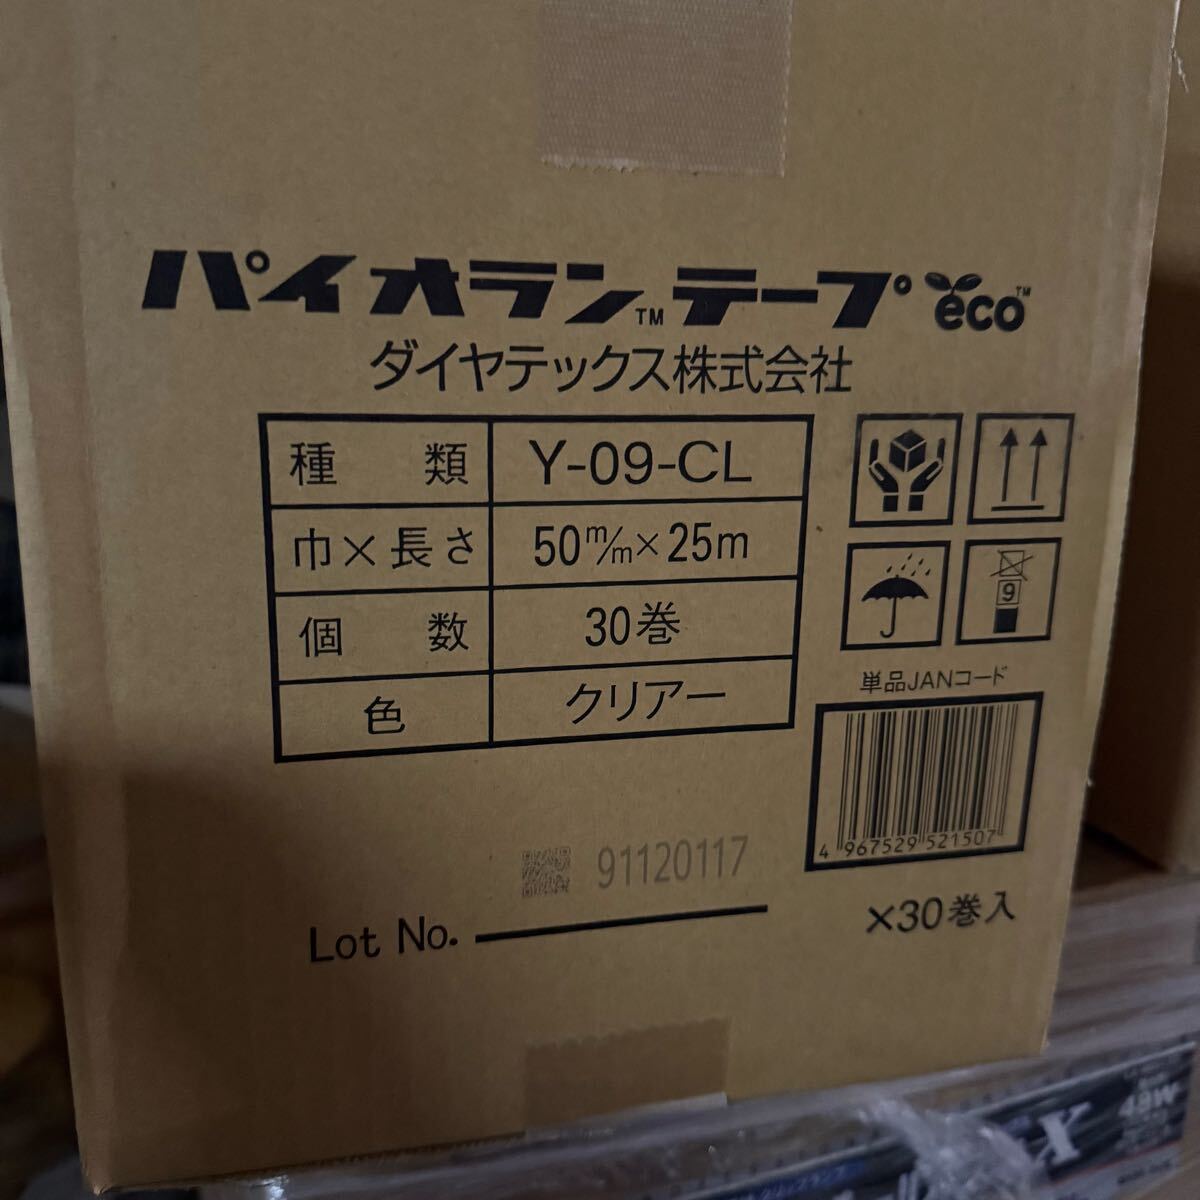 パイオラン™テープ eco™
ダイヤテックス株式会社
種類 Y-09-CL
巾×長さ 50m/m×25m
個数 30巻
色 クリアー
9
単品JANコード
4 967529 521507
×30巻入
91120117
Lot No.
X
49W